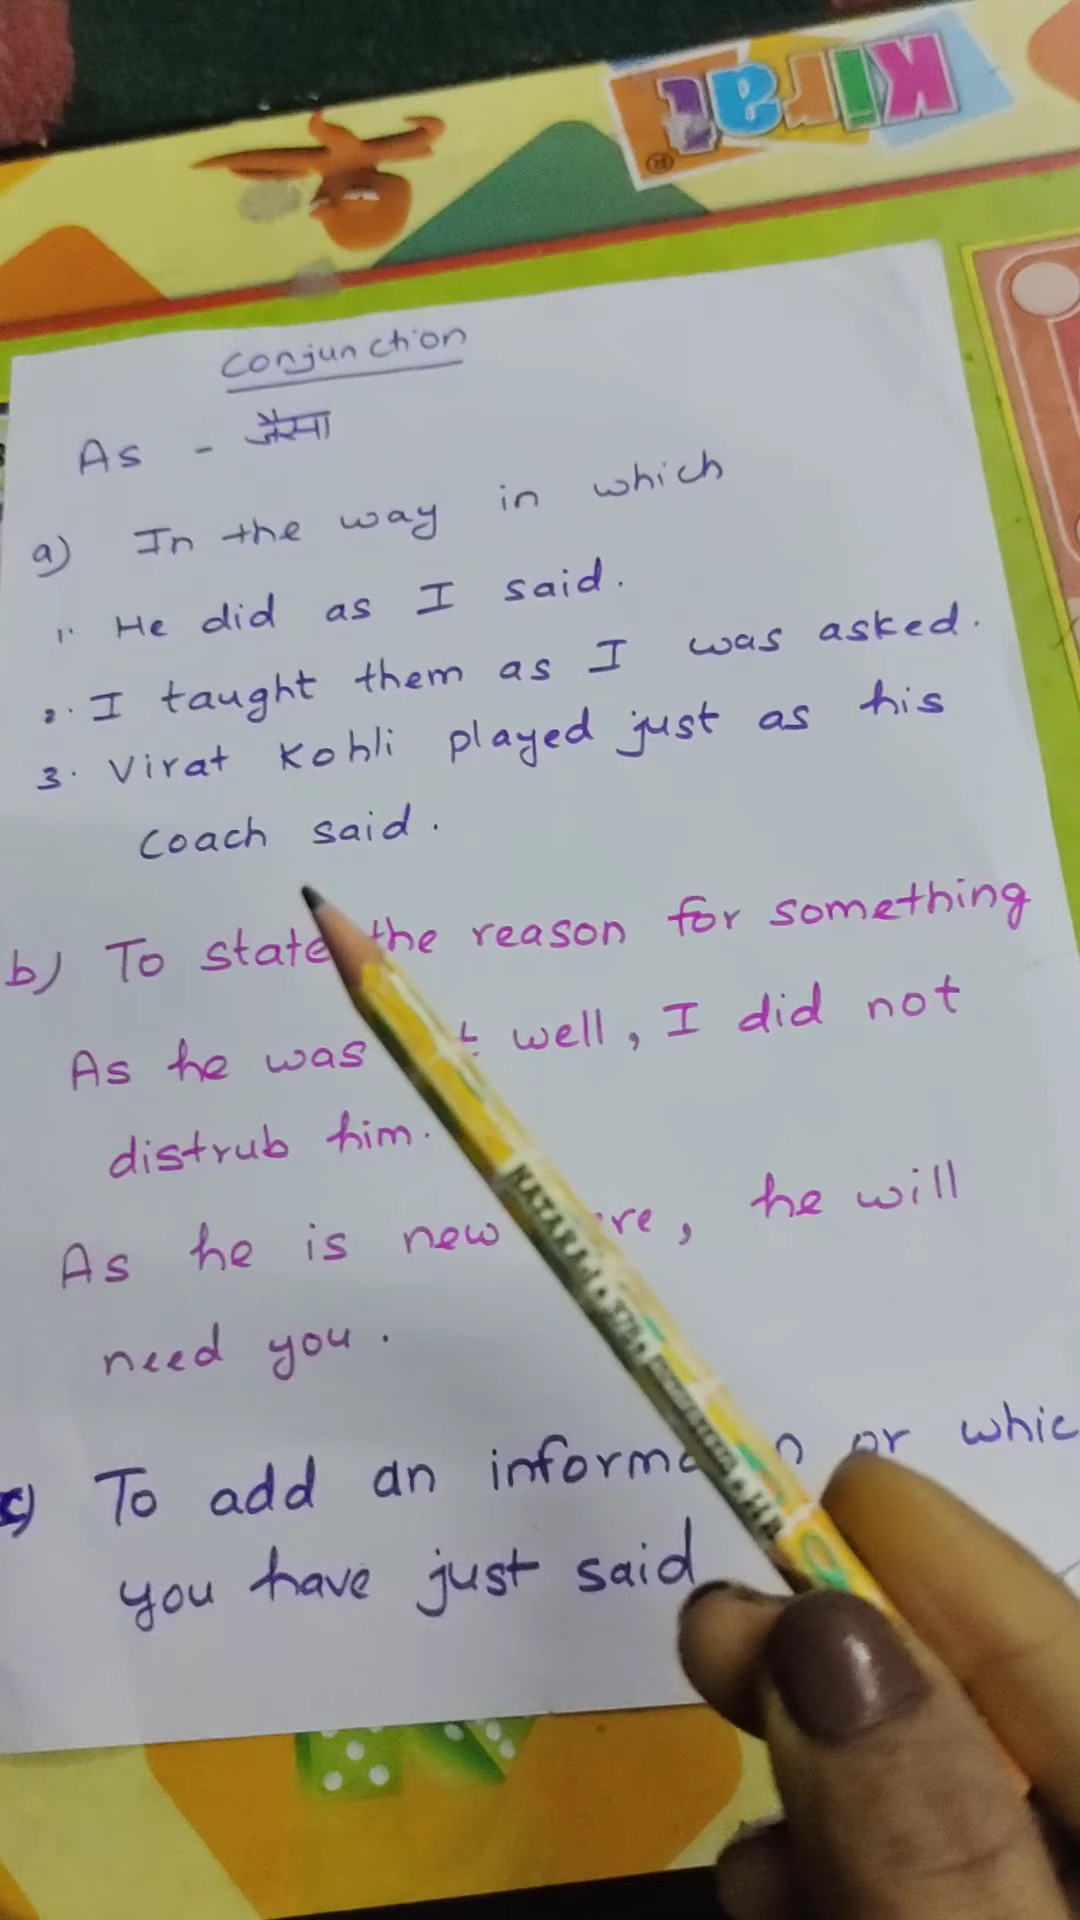 Kirat
Conjunction
As - जैसा
a) In the way in which
1. He did as I said.
2. I taught them as I was asked.
3. Virat Kohli played just as his
coach said.
b) To state the reason for something
As he was well, I did not
distrub him.
As he is new , he will
need you.
c) To add an or
you have just said
NATARAJ HB